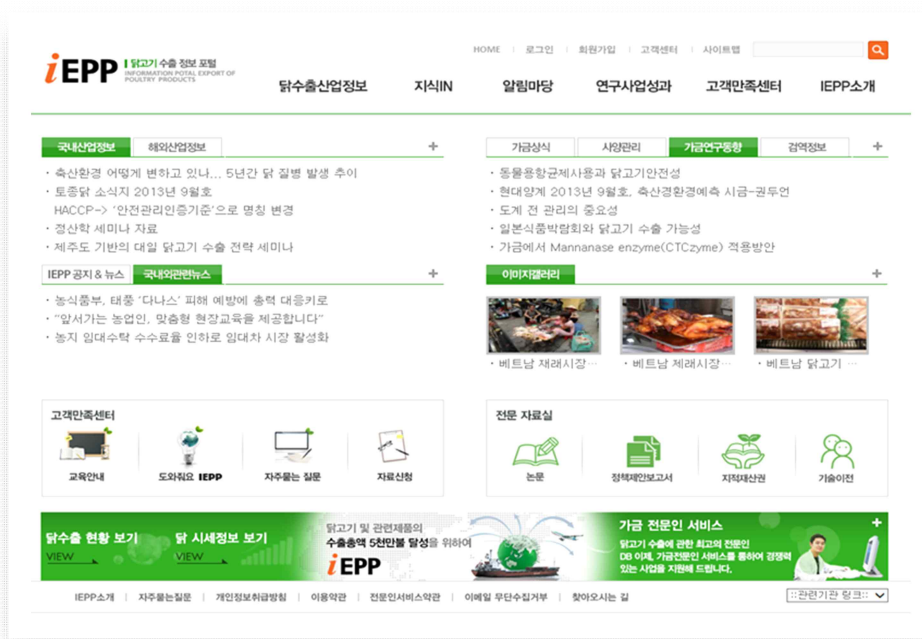 HOME 로그인 회원가입 고객센터 사이트맵
iEPP 닭고기 수출 정보 포털
INFORMATION POTAL EXPORT OF
POULTRY PRODUCTS
닭수출산업정보 지식IN 알림마당 연구사업성과 고객만족센터 IEPP소개
국내산업정보 해외산업정보 +
· 축산환경 어떻게 변하고 있나... 5년간 닭 질병 발생 추이
· 토종닭 소식지 2013년 9월호
HACCP-> '안전관리인증기준'으로 명칭 변경
· 정산학 세미나 자료
· 제주도 기반의 대일 닭고기 수출 전략 세미나
가금상식 사양관리 가금연구동향 검역정보 +
· 동물용항균제사용과 닭고기안전성
· 현대양계 2013년 9월호, 축산경환경예측 시금-권두언
· 도계 전 관리의 중요성
· 일본식품박람회와 닭고기 수출 가능성
· 가금에서 Mannanase enzyme(CTCzyme) 적용방안
IEPP 공지 & 뉴스 국내외관련뉴스 +
· 농식품부, 태풍 '다나스' 피해 예방에 총력 대응키로
· "앞서가는 농업인, 맞춤형 현장교육을 제공합니다"
· 농지 임대수탁 수수료율 인하로 임대차 시장 활성화
이미지갤러리 +
· 베트남 재래시장… · 베트남 제래시장… · 베트남 닭고기 …
고객만족센터
교육안내 도와줘요 IEPP 자주묻는 질문 자료신청
전문 자료실
논문 정책제안보고서 지적재산권 기술이전
닭수출 현황 보기
VIEW
닭 시세정보 보기
VIEW
닭고기 및 관련제품의
수출총액 5천만불 달성을 위하여
iEPP
가금 전문인 서비스 +
닭고기 수출에 관한 최고의 전문인
DB 이제, 가금전문인 서비스를 통하여 경쟁력
있는 사업을 지원해 드립니다.
IEPP소개 자주묻는질문 개인정보취급방침 이용약관 전문인서비스약관 이메일 무단수집거부 찾아오시는 길
::관련기관 링크::